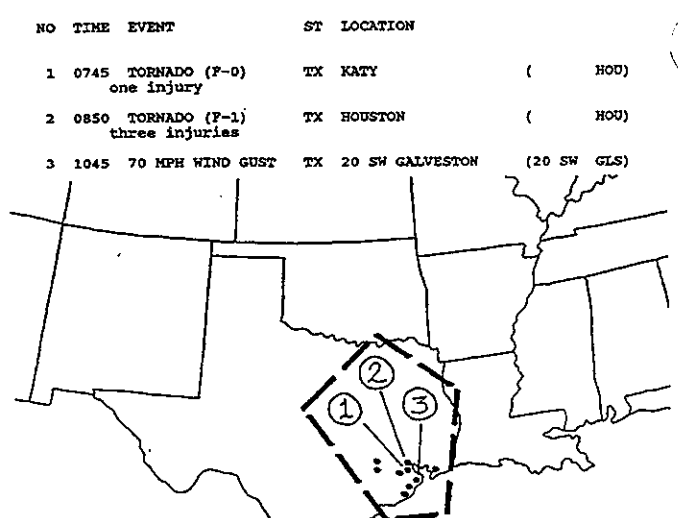 NO TIME EVENT ST LOCATION
1 0745 TORNADO (F-0) TX KATY ( HOU)
one injury
2 0850 TORNADO (F-1) TX HOUSTON ( HOU)
three injuries
3 1045 70 MPH WIND GUST TX 20 SW GALVESTON (20 SW GLS)
2
1
3